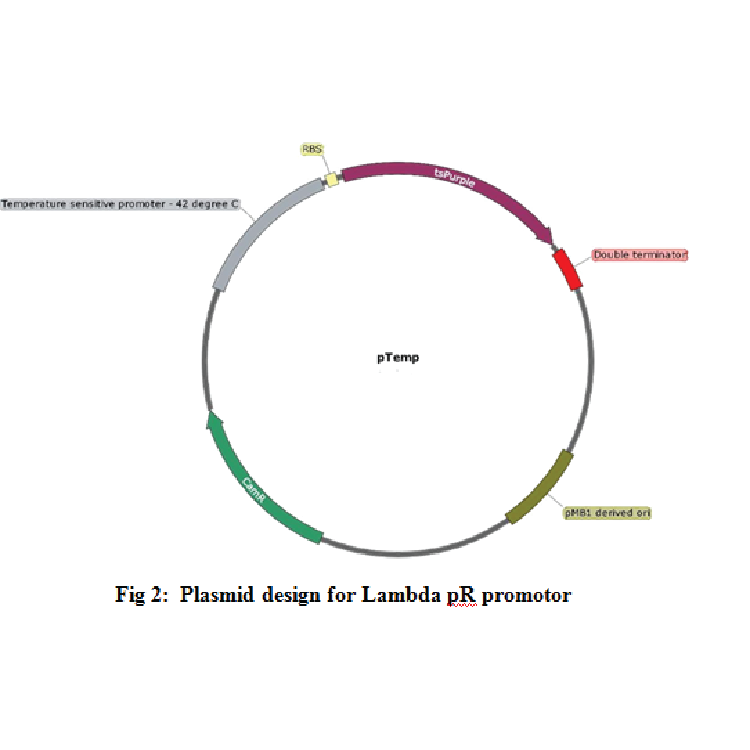 RBS
tsPurple
Temperature sensitive promoter - 42 degree C
Double terminator
pTemp
CamR
pMB1 derived ori
Fig 2: Plasmid design for Lambda pR promotor